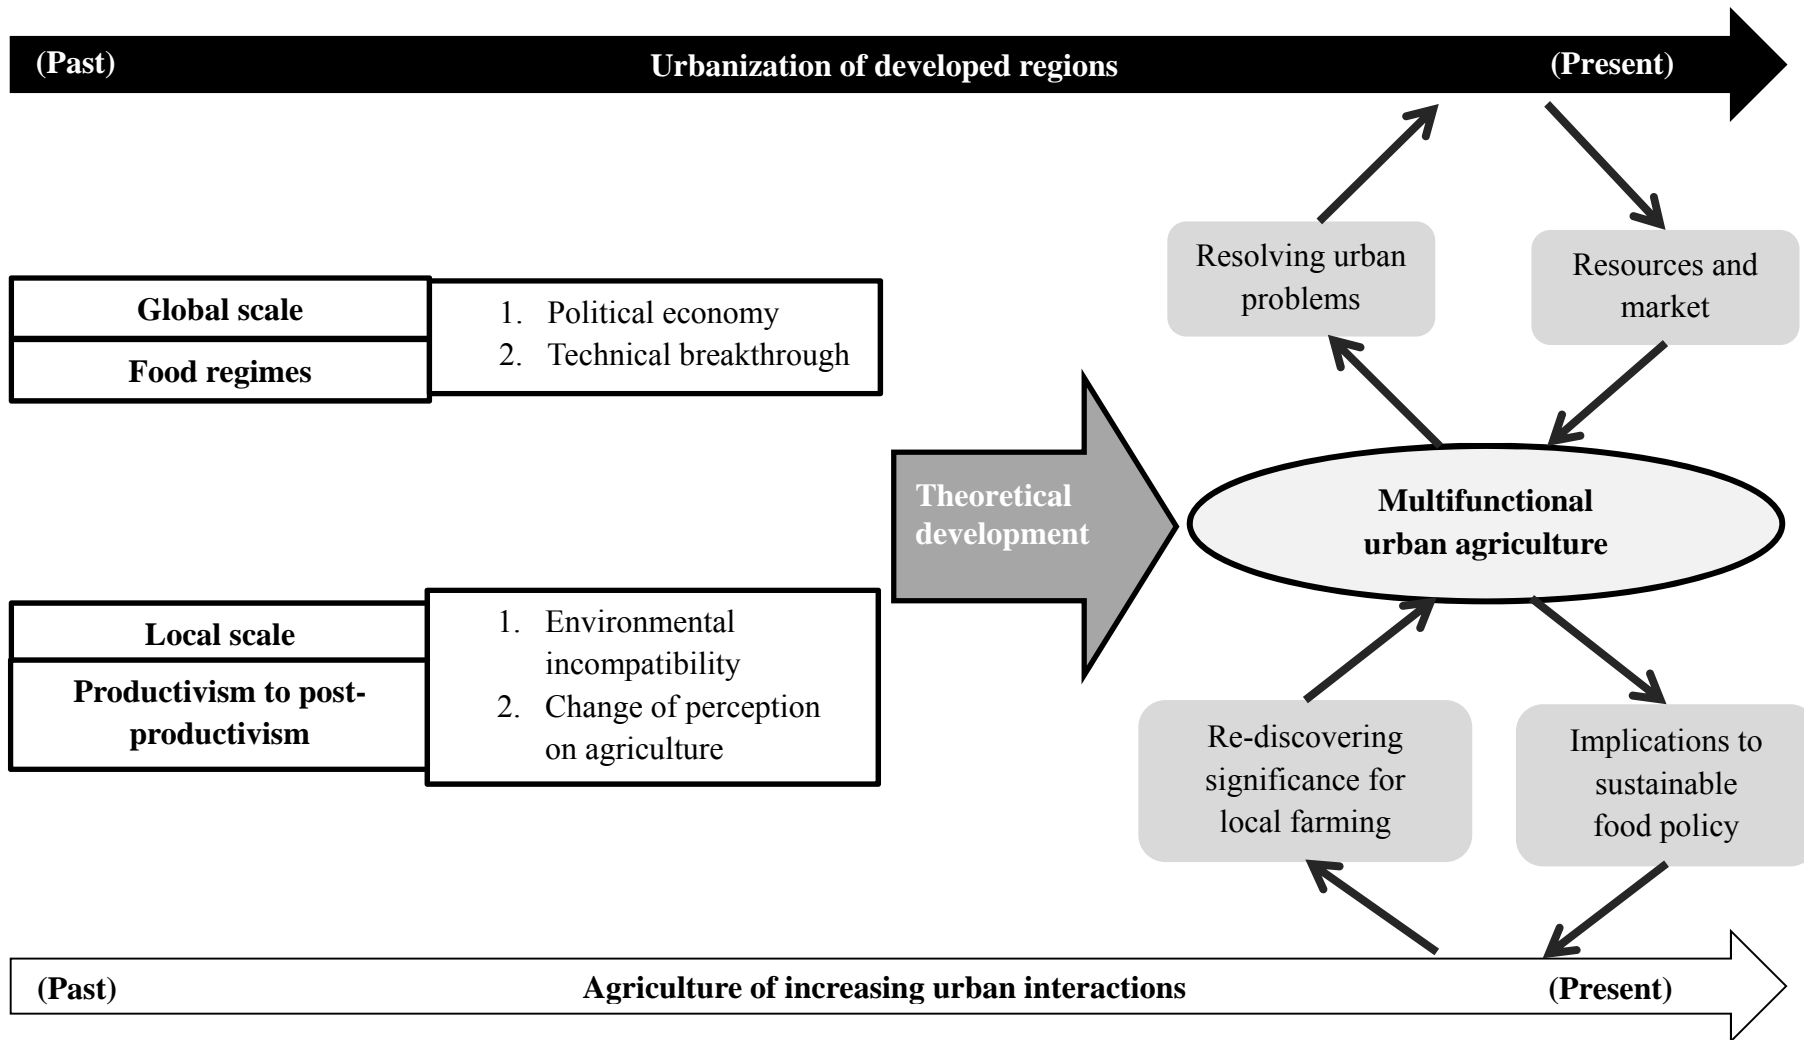 (Past) Urbanization of developed regions (Present)
Global scale
Food regimes
1. Political economy
2. Technical breakthrough
Local scale
Productivism to post-
productivism
1. Environmental
incompatibility
2. Change of perception
on agriculture
Theoretical
development
Resolving urban
problems
Resources and
market
Multifunctional
urban agriculture
Re-discovering
significance for
local farming
Implications to
sustainable
food policy
(Past) Agriculture of increasing urban interactions (Present)